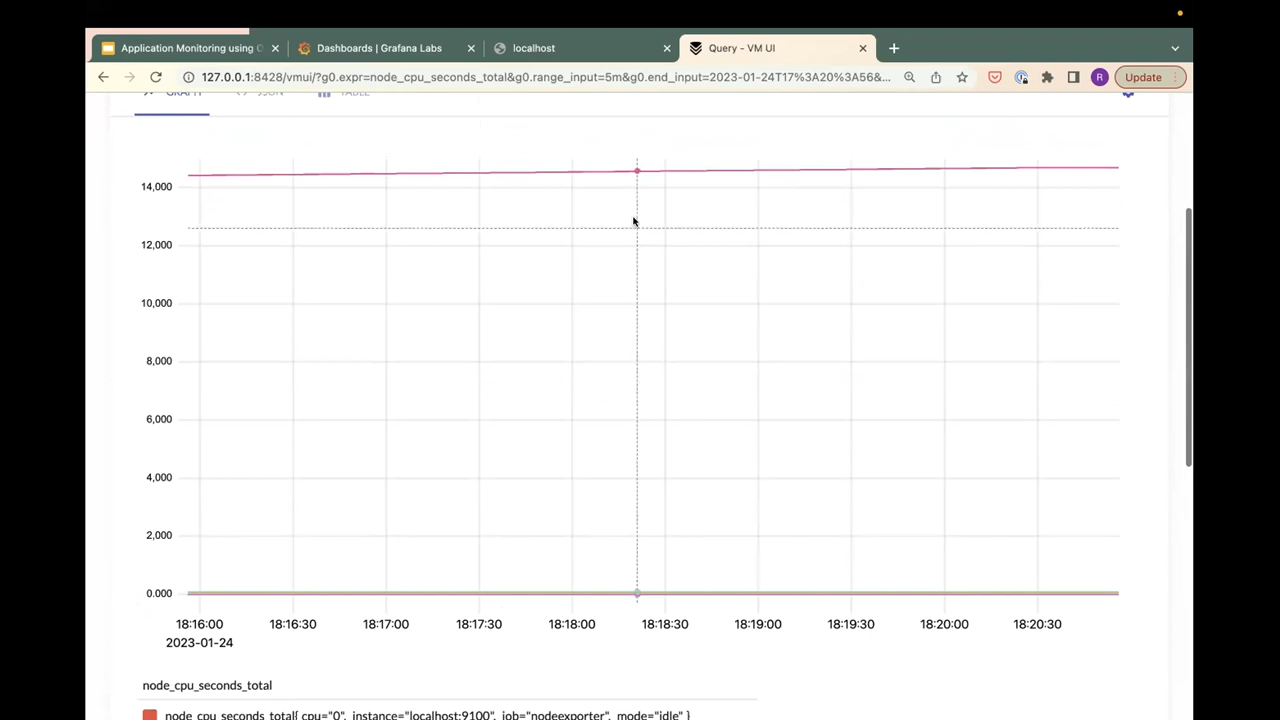 Application Monitoring using
Dashboards | Grafana Labs
localhost
Query - VM UI
127.0.0.1:8428/vmui/?g0.expr=node_cpu_seconds_total&g0.range_input=5m&g0.end_input=2023-01-24T17%3A20%3A56&...
R
Update
GRAPH
JSON
TABLE
14,000
12,000
10,000
8,000
6,000
4,000
2,000
0.000
18:16:00 18:16:30 18:17:00 18:17:30 18:18:00 18:18:30 18:19:00 18:19:30 18:20:00 18:20:30
2023-01-24
node_cpu_seconds_total
node_cpu_seconds_total{ cpu="0", instance="localhost:9100", job="nodeexporter", mode="idle" }